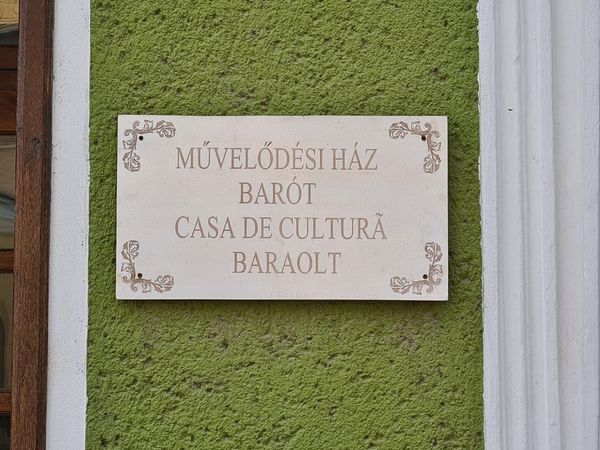 MŰVELŐDÉSI HÁZ
BARÓT
CASA DE CULTURÃ
BARAOLT